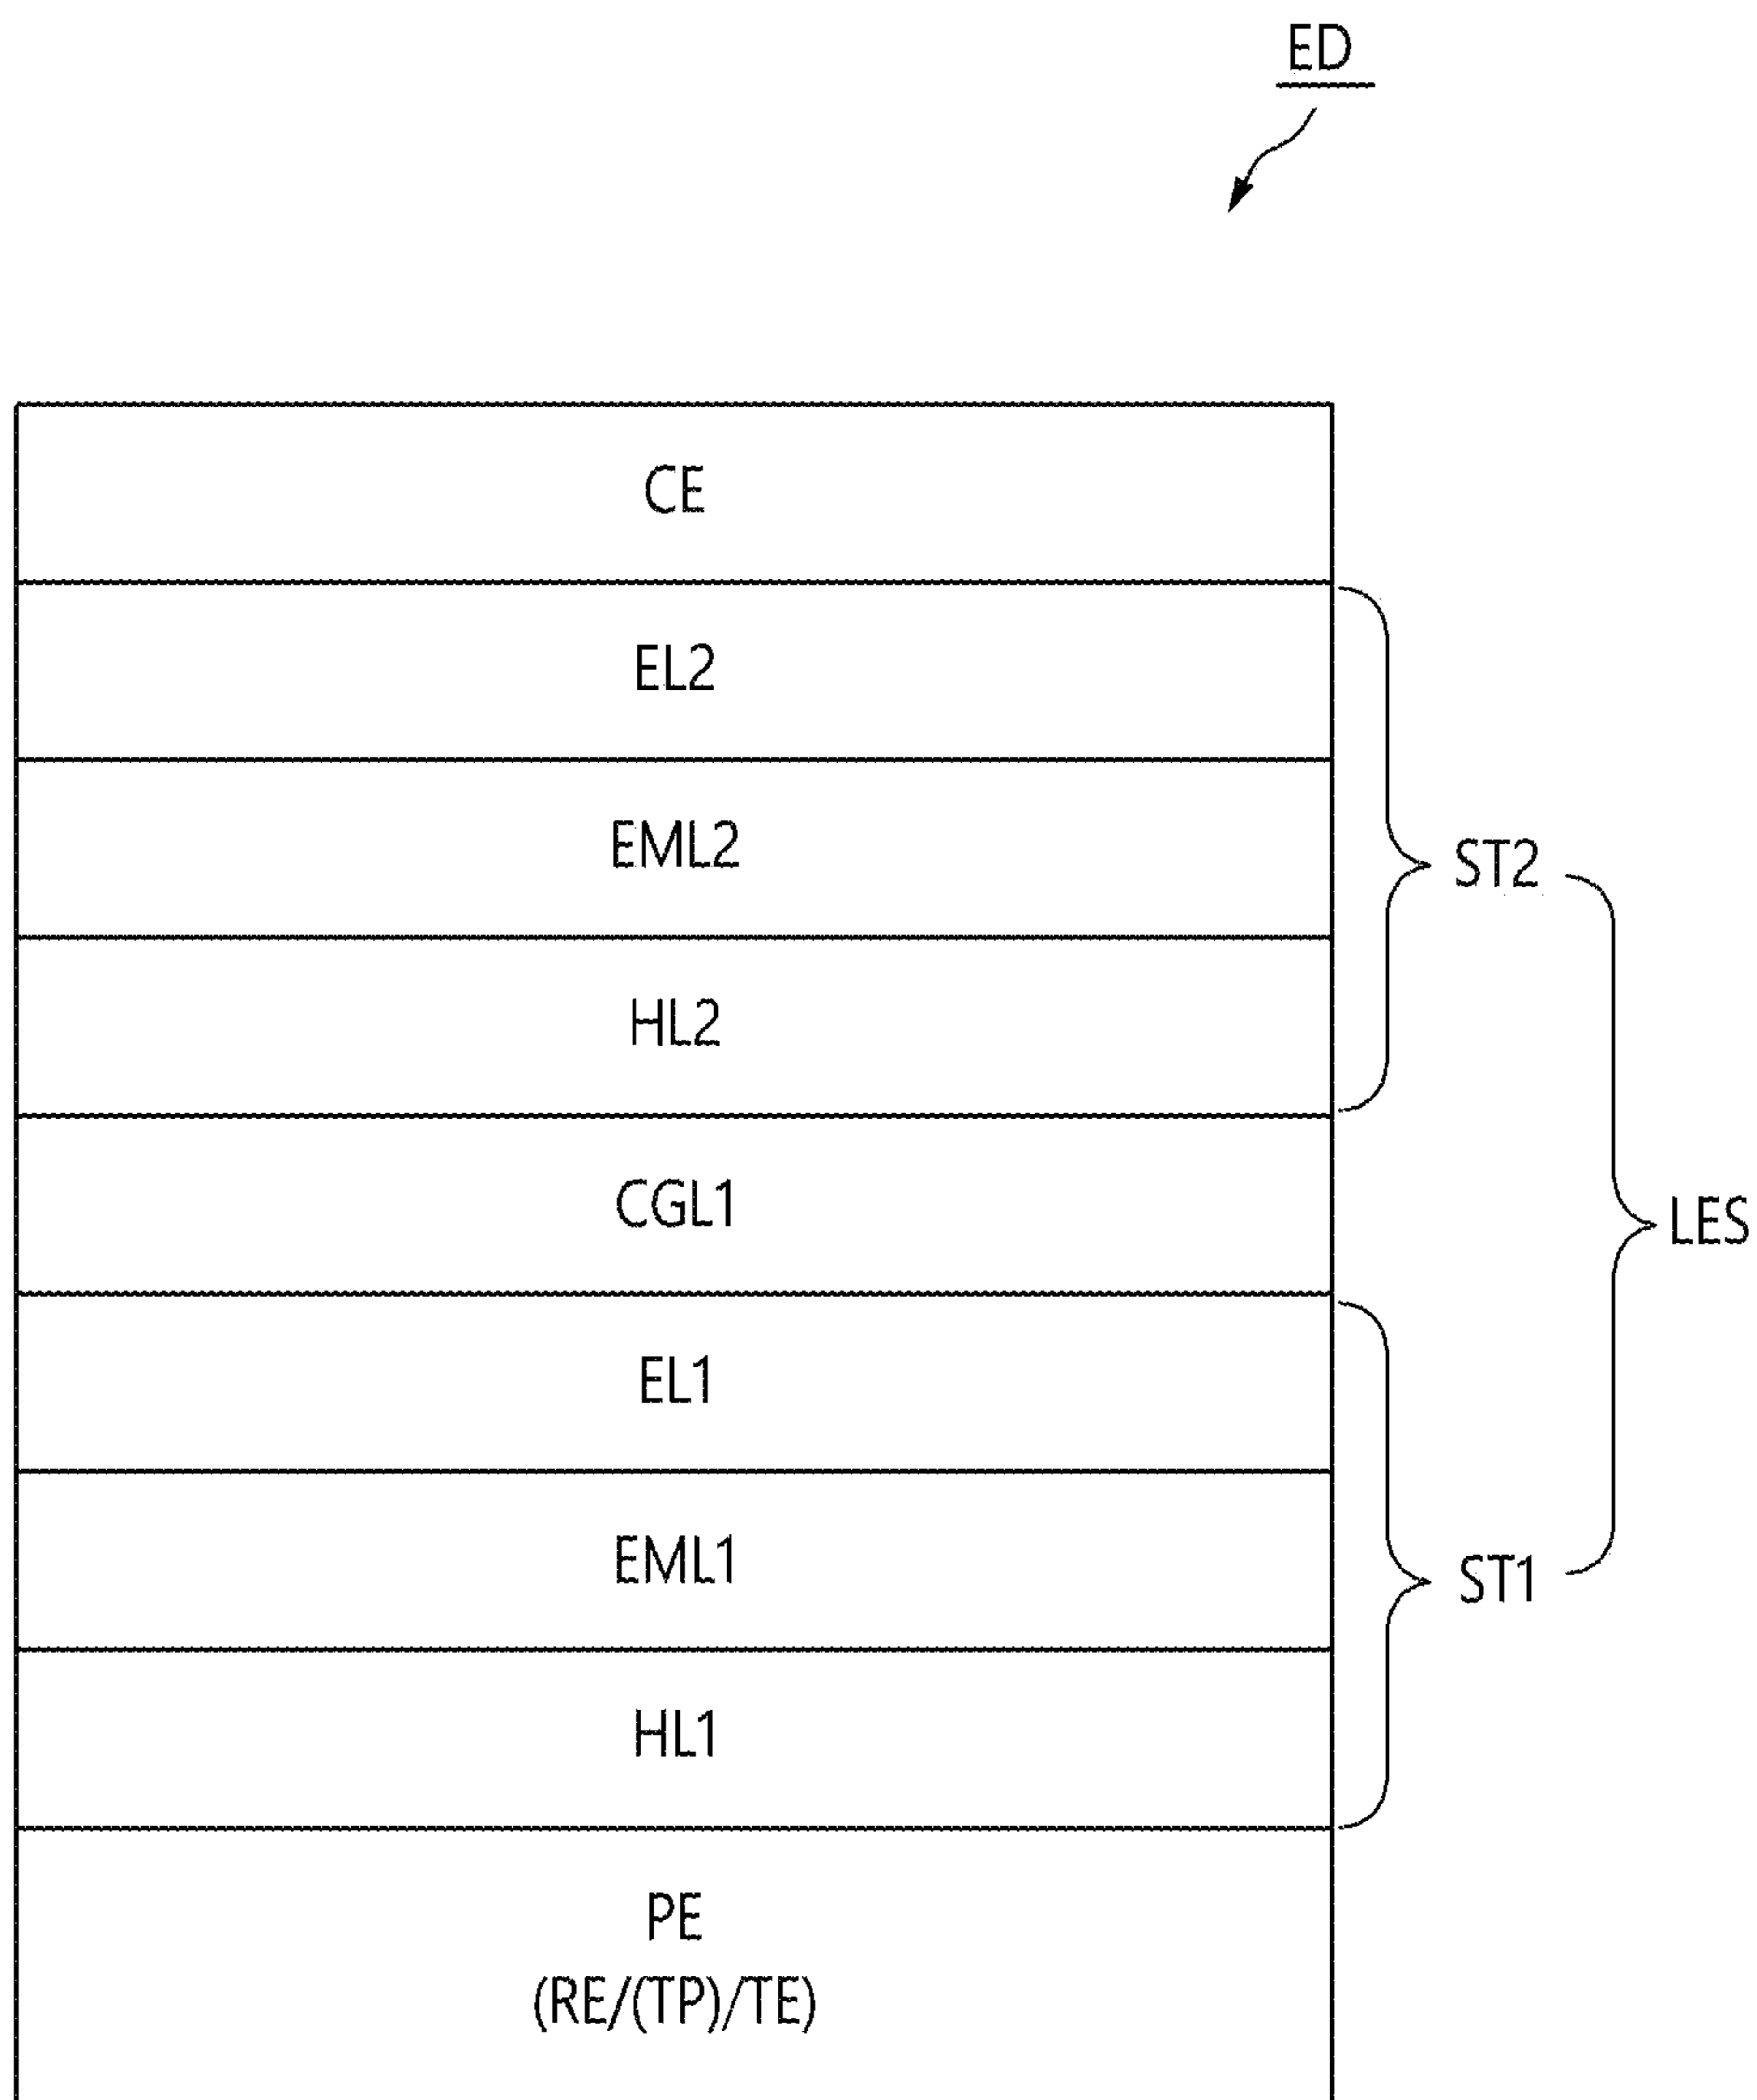 ED
CE
EL2
EML2
ST2
HL2
CGL1
LES
EL1
EML1
ST1
HL1
PE
(RE/(TP)/TE)